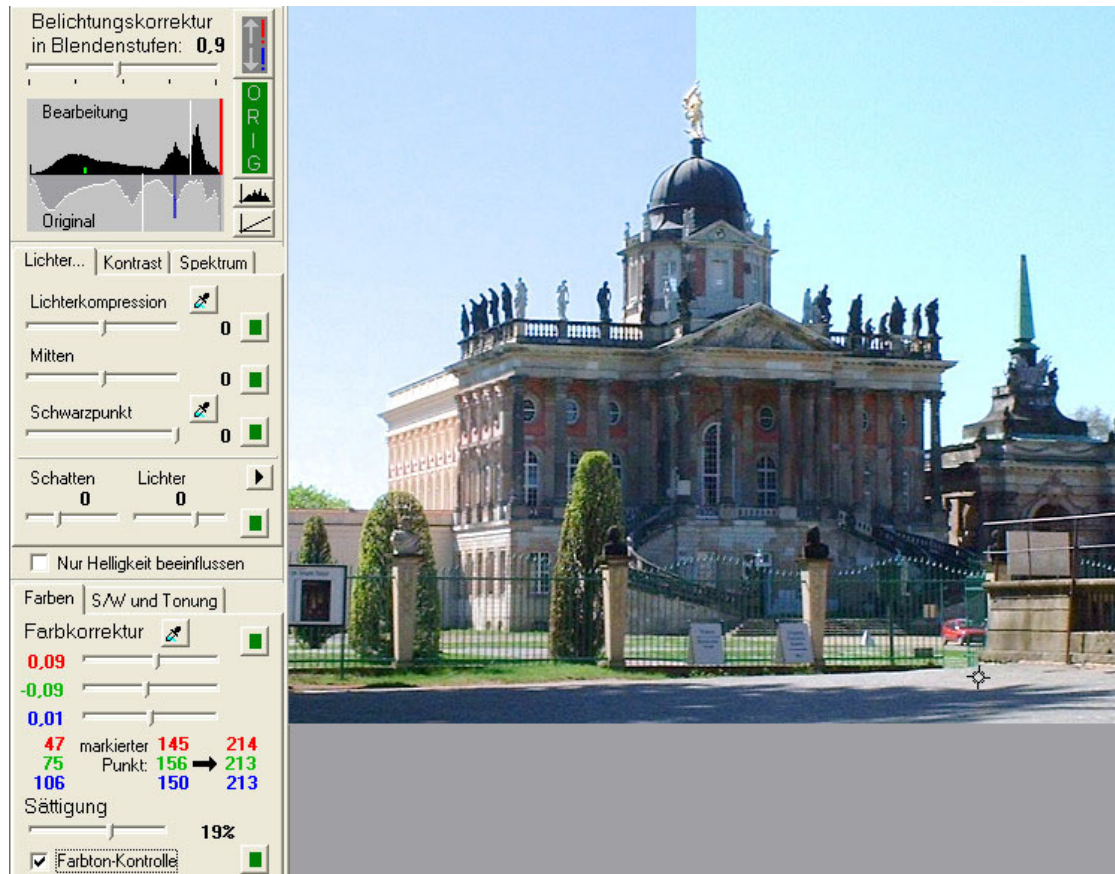 Belichtungskorrektur
in Blendenstufen: 0,9
ORIG
Bearbeitung
Original
Lichter... Kontrast Spektrum
Lichterkompression
0
Mitten
0
Schwarzpunkt
0
Schatten Lichter
0 0
Nur Helligkeit beeinflussen
Farben S/W und Tonung
Farbkorrektur
0,09
-0,09
0,01
47 markierter 145 214
75 Punkt: 156 213
106 150 213
Sättigung
19%
Farbton-Kontrolle